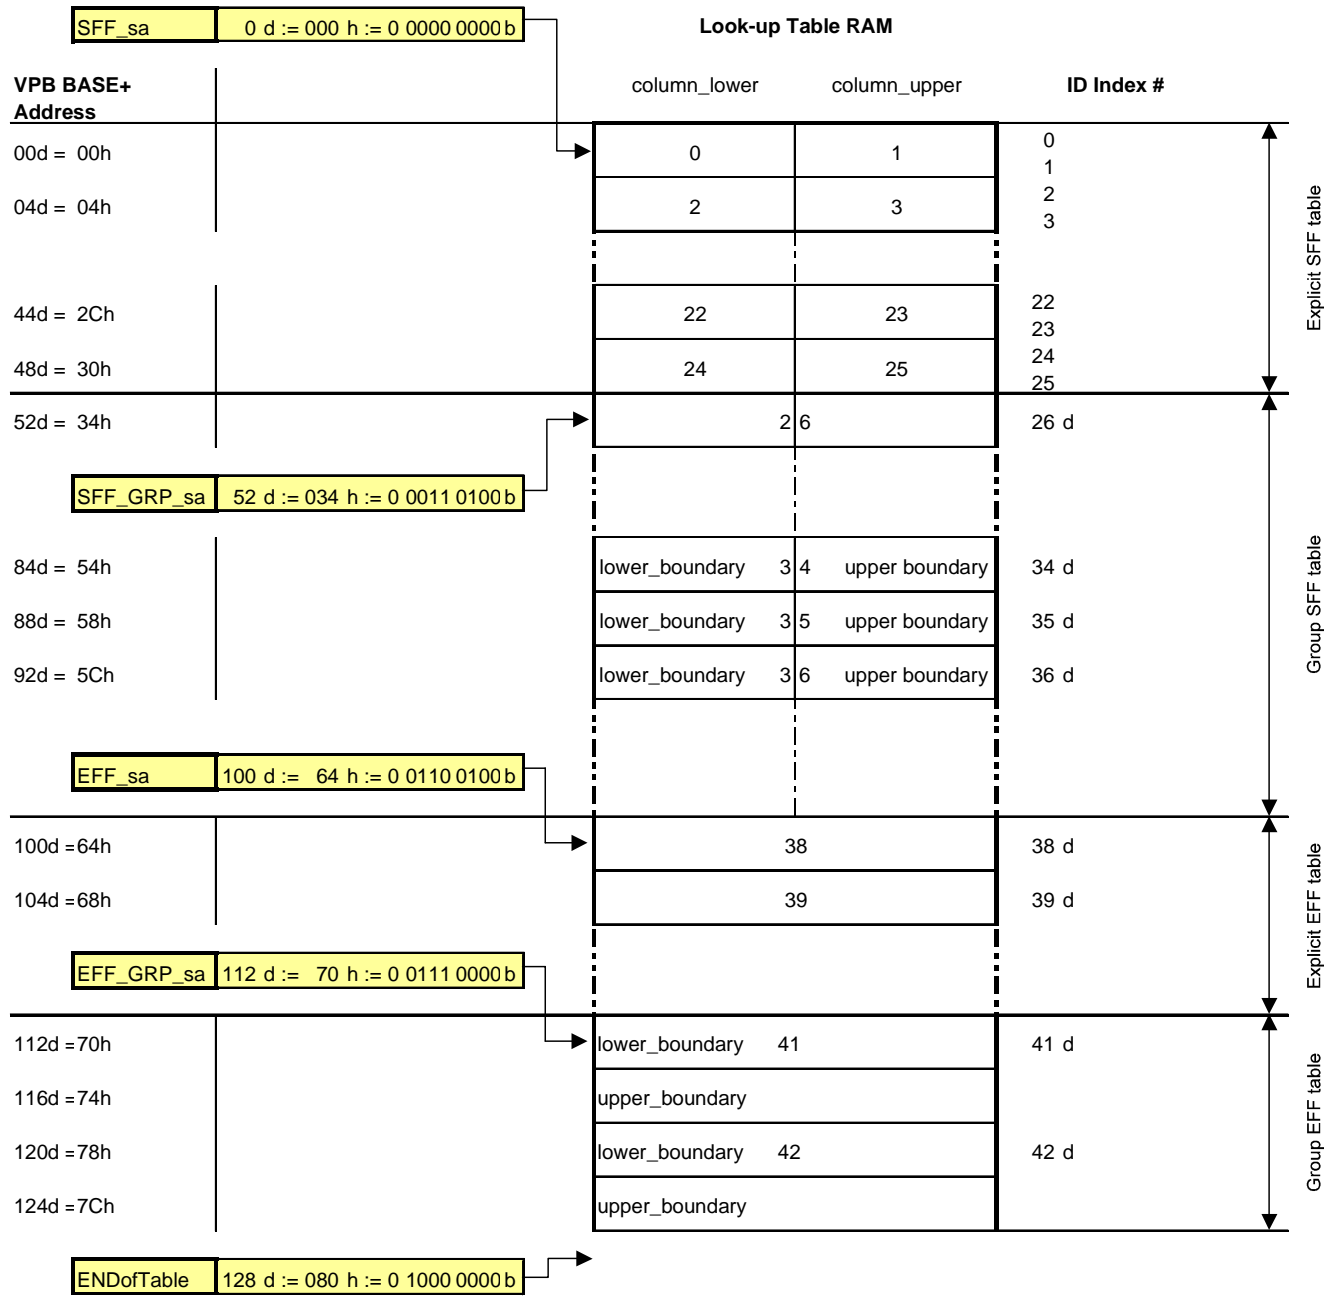 SFF_sa 0 d := 000 h := 0 0000 0000 b
Look-up Table RAM
VPB BASE+ column_lower column_upper ID Index #
Address
00d = 00h 0 1 0
1
04d = 04h 2 3 2
3
44d = 2Ch 22 23 22
23
48d = 30h 24 25 24
25
Explicit SFF table
52d = 34h 2 6 26 d
SFF_GRP_sa 52 d := 034 h := 0 0011 0100 b
84d = 54h lower_boundary 3 4 upper boundary 34 d
88d = 58h lower_boundary 3 5 upper boundary 35 d
92d = 5Ch lower_boundary 3 6 upper boundary 36 d
Group SFF table
EFF_sa 100 d := 64 h := 0 0110 0100 b
100d =64h 38 38 d
104d =68h 39 39 d
Explicit EFF table
EFF_GRP_sa 112 d := 70 h := 0 0111 0000 b
112d =70h lower_boundary 41 41 d
116d =74h upper_boundary
120d =78h lower_boundary 42 42 d
124d =7Ch upper_boundary
Group EFF table
ENDofTable 128 d := 080 h := 0 1000 0000 b